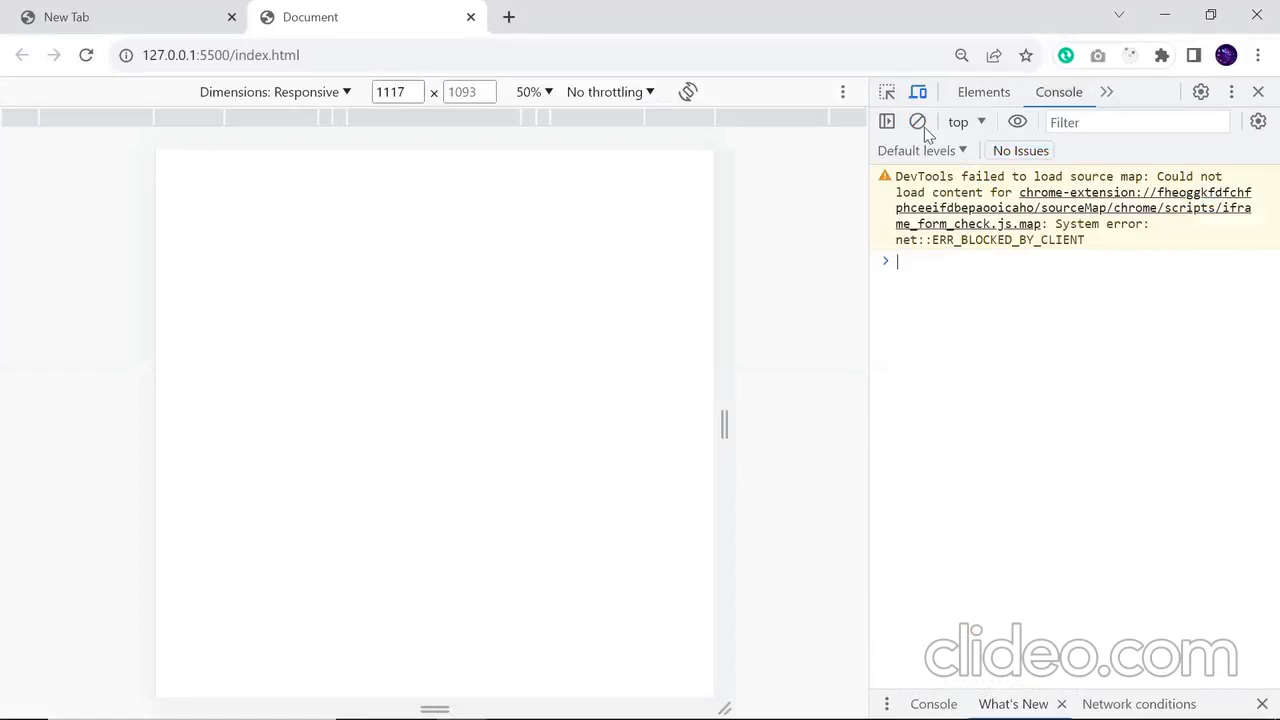 New Tab
Document
127.0.0.1:5500/index.html
Dimensions: Responsive 1117 x 1093 50% No throttling
Elements Console
top Filter
Default levels No Issues
DevTools failed to load source map: Could not
load content for chrome-extension://fheoggkfdfchf
phceeifdbepaooicaho/sourceMap/chrome/scripts/ifra
me_form_check.js.map: System error:
net::ERR_BLOCKED_BY_CLIENT
clideo.com
Console What's New Network conditions